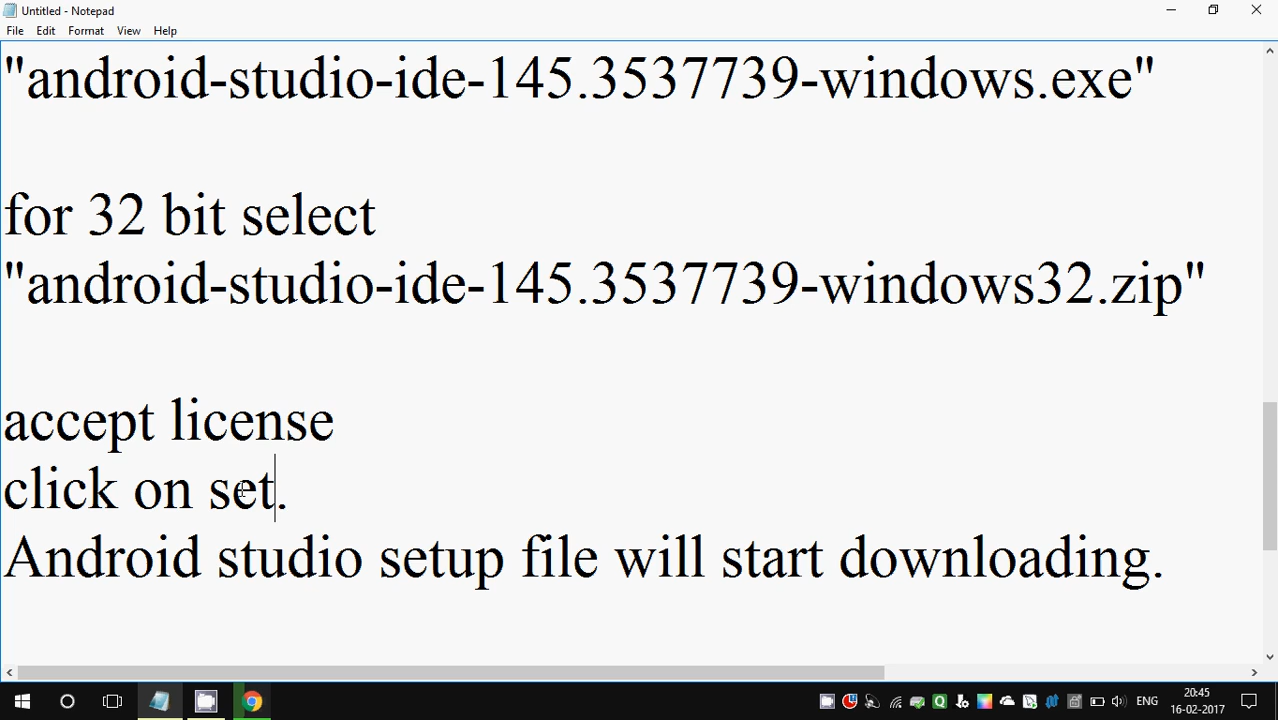 Untitled - Notepad
File Edit Format View Help
"android-studio-ide-145.3537739-windows.exe"
for 32 bit select
"android-studio-ide-145.3537739-windows32.zip"
accept license
click on set.
Android studio setup file will start downloading.
ENG
20:45
16-02-2017